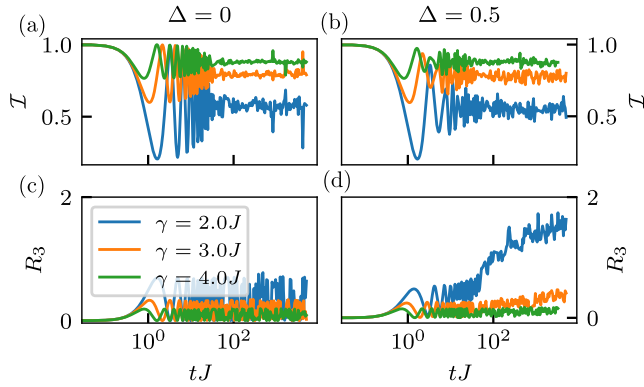 Δ = 0
Δ = 0.5
(a)
(b)
1.0
0.5
ℐ
1.0
0.5
ℐ
(c)
(d)
2
0
R₃
γ = 2.0J
γ = 3.0J
γ = 4.0J
2
0
R₃
10⁰
10²
10⁰
10²
tJ
tJ